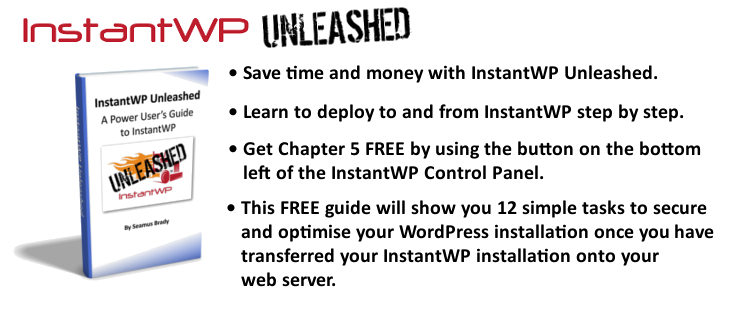 InstantWP UNLEASHED
InstantWP Unleashed
A Power User's Guide
to InstantWP
UNLEASHED
InstantWP
By Seamus Brady
• Save time and money with InstantWP Unleashed.
• Learn to deploy to and from InstantWP step by step.
• Get Chapter 5 FREE by using the button on the bottom
left of the InstantWP Control Panel.
• This FREE guide will show you 12 simple tasks to secure
and optimise your WordPress installation once you have
transferred your InstantWP installation onto your
web server.